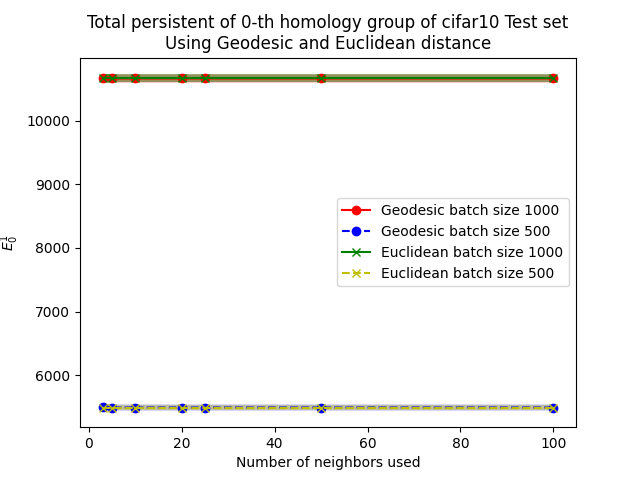 Total persistent of 0-th homology group of cifar10 Test set
Using Geodesic and Euclidean distance
10000
9000
8000
7000
6000
E_0^1
Geodesic batch size 1000
Geodesic batch size 500
Euclidean batch size 1000
Euclidean batch size 500
0 20 40 60 80 100
Number of neighbors used